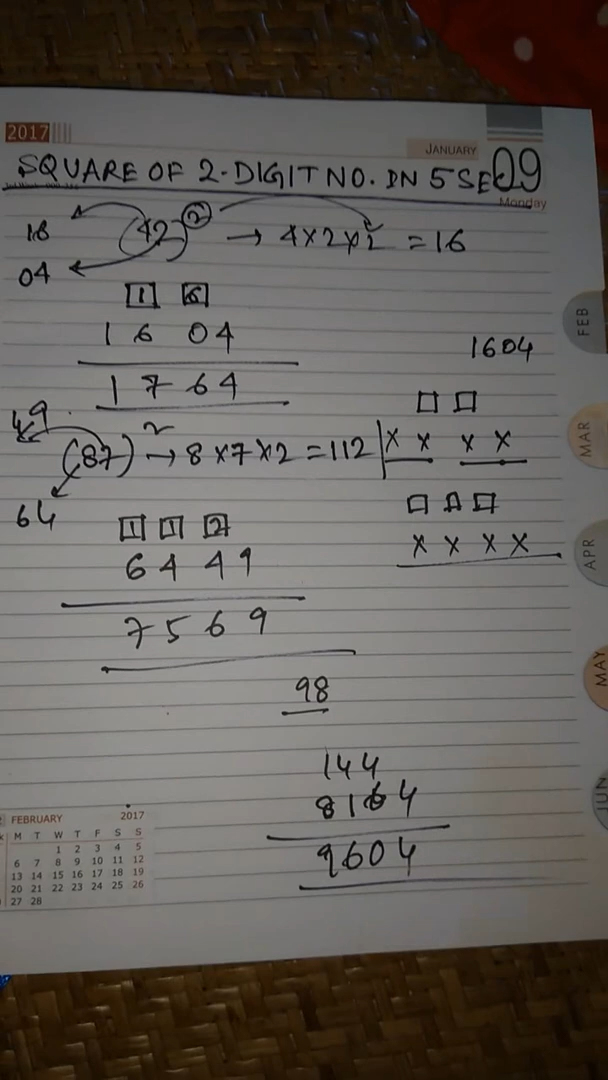 2017
JANUARY
09
Monday
SQUARE OF 2-DIGIT NO. IN 5 SE
16 (42)² → 4×2×2 = 16
04
1 6
1 6 04
1604
1 7 6 4
49
(87)² → 8×7×2 = 112
× × × ×
64
1 1 2
6 4 4 9
× × × ×
7 5 6 9
98
144
8164
9604
FEBRUARY 2017
M T W T F S S
1 2 3 4 5
6 7 8 9 10 11 12
13 14 15 16 17 18 19
20 21 22 23 24 25 26
27 28
FEB
MAR
APR
MAY
JUN